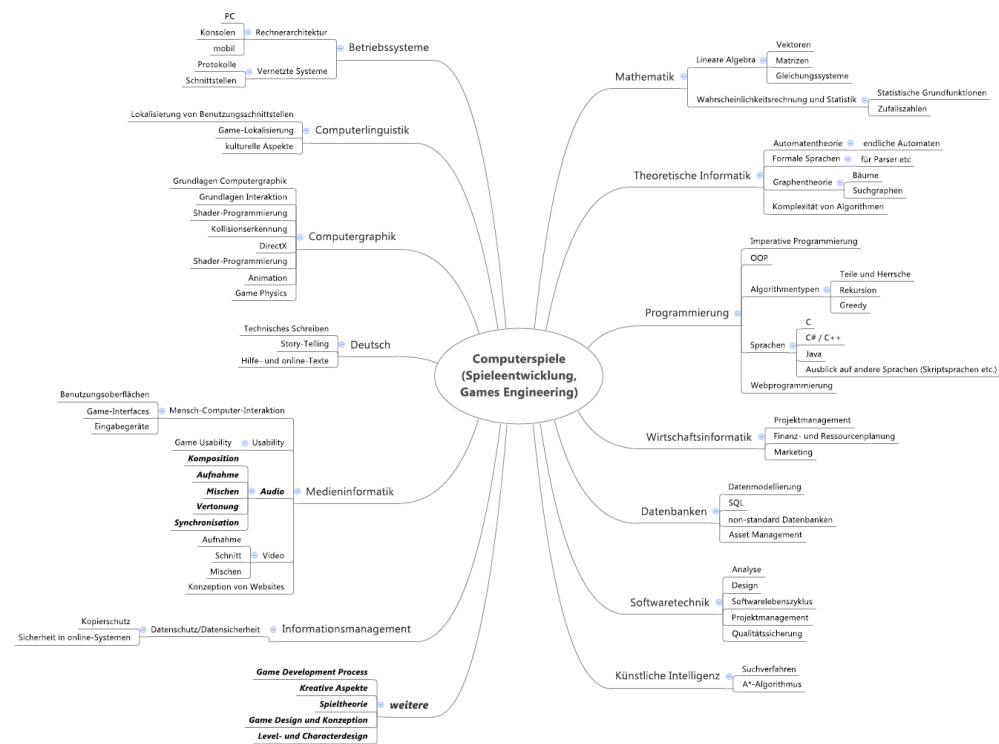 Computerspiele
(Spieleentwicklung,
Games Engineering)
Betriebssysteme
Rechnerarchitektur
PC
Konsolen
mobil
Vernetzte Systeme
Protokolle
Schnittstellen
Computerlinguistik
Lokalisierung von Benutzungsschnittstellen
Game-Lokalisierung
kulturelle Aspekte
Computergraphik
Grundlagen Computergraphik
Grundlagen Interaktion
Shader-Programmierung
Kollisionserkennung
DirectX
Shader-Programmierung
Animation
Game Physics
Deutsch
Technisches Schreiben
Story-Telling
Hilfe- und online-Texte
Medieninformatik
Mensch-Computer-Interaktion
Benutzungsoberflächen
Game-Interfaces
Eingabegeräte
Usability
Game Usability
Audio
Komposition
Aufnahme
Mischen
Vertonung
Synchronisation
Video
Aufnahme
Schnitt
Mischen
Konzeption von Websites
Informationsmanagement
Datenschutz/Datensicherheit
Kopierschutz
Sicherheit in online-Systemen
weitere
Game Development Process
Kreative Aspekte
Spieltheorie
Game Design und Konzeption
Level- und Characterdesign
Mathematik
Lineare Algebra
Vektoren
Matrizen
Gleichungssysteme
Wahrscheinlichkeitsrechnung und Statistik
Statistische Grundfunktionen
Zufallszahlen
Theoretische Informatik
Automatentheorie
endliche Automaten
Formale Sprachen
für Parser etc
Graphentheorie
Bäume
Suchgraphen
Komplexität von Algorithmen
Programmierung
Imperative Programmierung
OOP
Algorithmentypen
Teile und Herrsche
Rekursion
Greedy
Sprachen
C
C# / C++
Java
Ausblick auf andere Sprachen (Skriptsprachen etc.)
Webprogrammierung
Wirtschaftsinformatik
Projektmanagement
Finanz- und Ressourcenplanung
Marketing
Datenbanken
Datenmodellierung
SQL
non-standard Datenbanken
Asset Management
Softwaretechnik
Analyse
Design
Softwarelebenszyklus
Projektmanagement
Qualitätssicherung
Künstliche Intelligenz
Suchverfahren
A*-Algorithmus